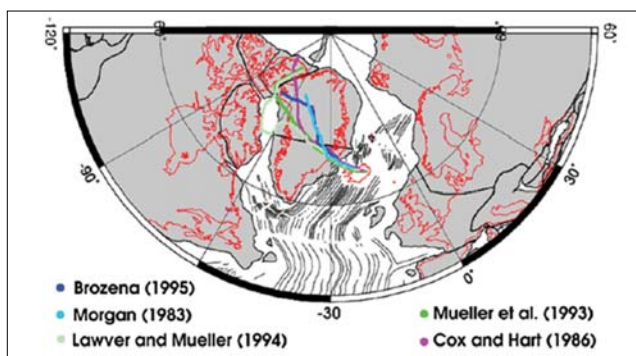 -120°
60°
-90°
30°
0°
-30°
Brozena (1995)
Morgan (1983)
Mueller et al. (1993)
Lawver and Mueller (1994)
Cox and Hart (1986)